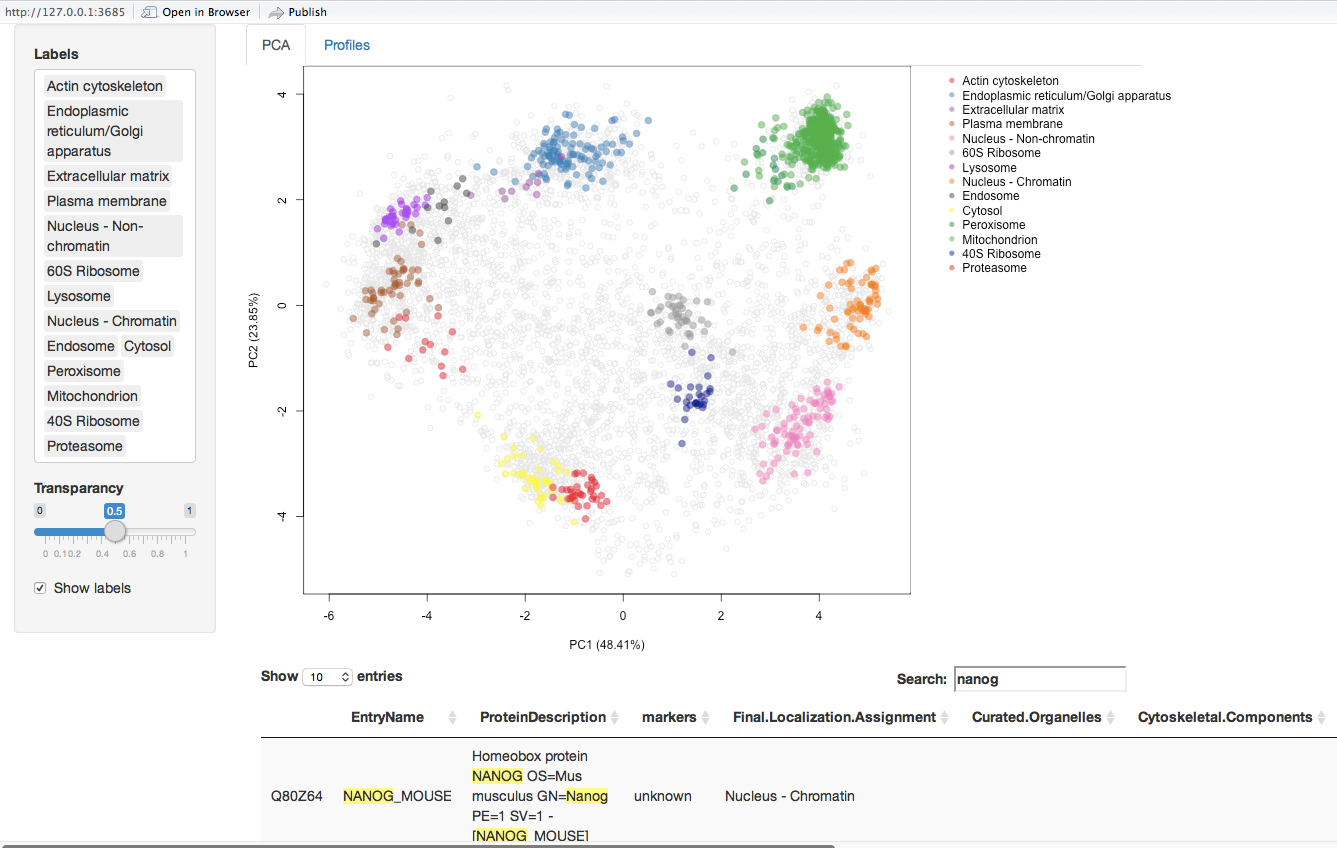 http://127.0.0.1:3685 Open in Browser Publish
Labels
Actin cytoskeleton
Endoplasmic
reticulum/Golgi
apparatus
Extracellular matrix
Plasma membrane
Nucleus - Non-
chromatin
60S Ribosome
Lysosome
Nucleus - Chromatin
Endosome Cytosol
Peroxisome
Mitochondrion
40S Ribosome
Proteasome
Transparancy
0 0.5 1
0 0.1 0.2 0.4 0.6 0.8 1
Show labels
PCA Profiles
4
2
0
-2
-4
PC2 (23.85%)
-6 -4 -2 0 2 4
PC1 (48.41%)
Actin cytoskeleton
Endoplasmic reticulum/Golgi apparatus
Extracellular matrix
Plasma membrane
Nucleus - Non-chromatin
60S Ribosome
Lysosome
Nucleus - Chromatin
Endosome
Cytosol
Peroxisome
Mitochondrion
40S Ribosome
Proteasome
Show 10 entries
Search: nanog
EntryName ProteinDescription markers Final.Localization.Assignment Curated.Organelles Cytoskeletal.Components
Q80Z64 NANOG_MOUSE
Homeobox protein
NANOG OS=Mus
musculus GN=Nanog
PE=1 SV=1 -
[NANOG_MOUSE]
unknown Nucleus - Chromatin